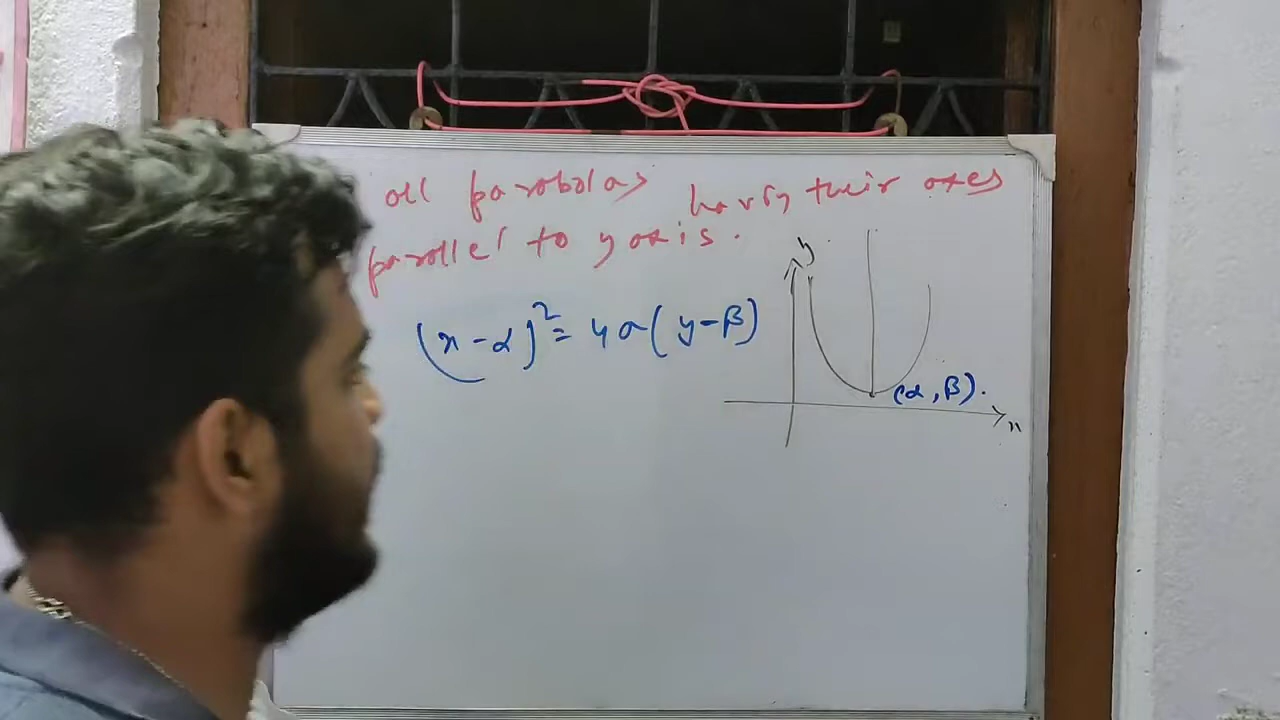 all parabolas having their axes
parallel to y axis.
y
(x-α)² = 4a(y-β)
(α, β).
x